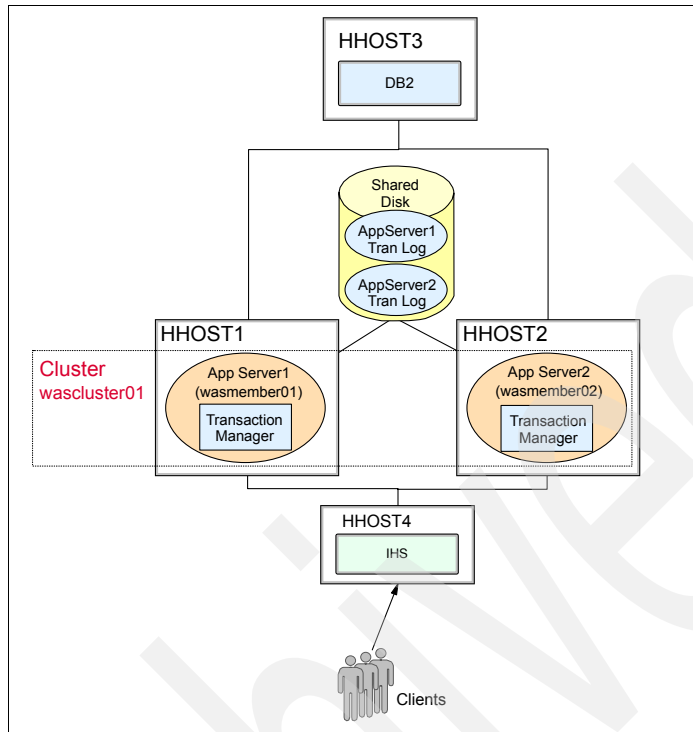 HHOST3
DB2
Shared
Disk
AppServer1
Tran Log
AppServer2
Tran Log
HHOST1
HHOST2
Cluster
wascluster01
App Server1
(wasmember01)
Transaction
Manager
App Server2
(wasmember02)
Transaction
Manager
HHOST4
IHS
Clients